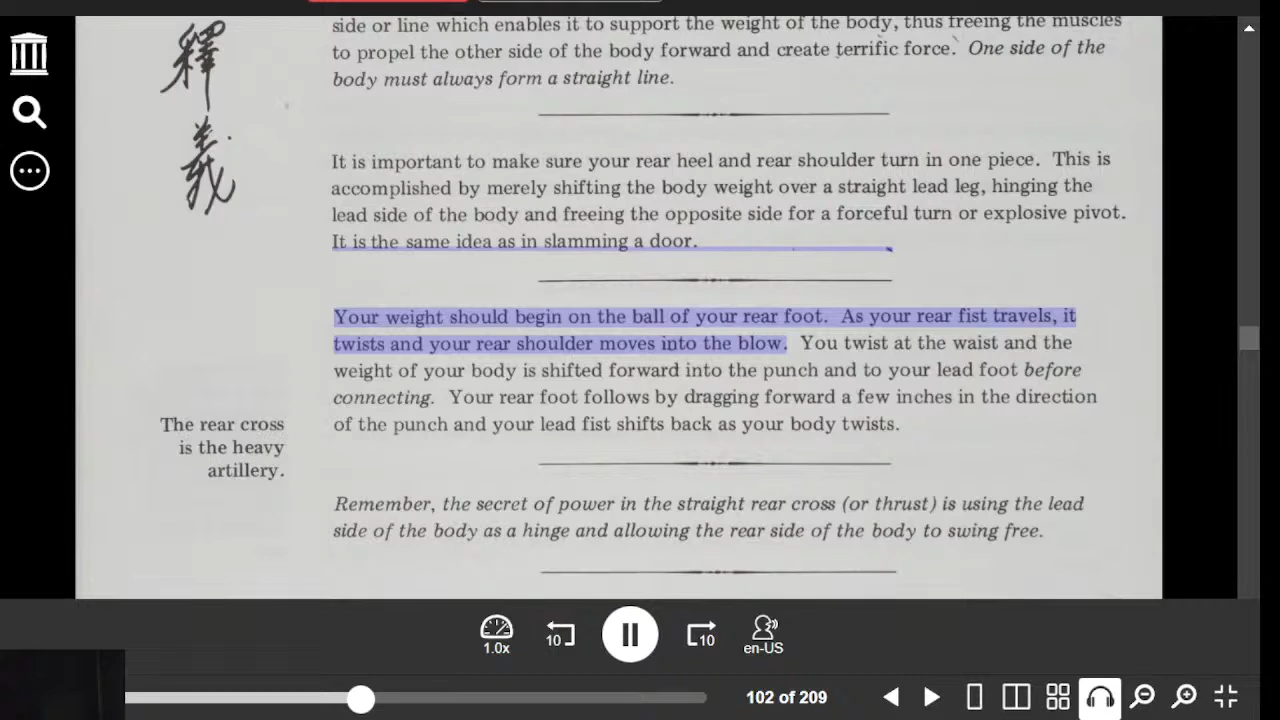 釋
義
side or line which enables it to support the weight of the body, thus freeing the muscles
to propel the other side of the body forward and create terrific force. One side of the
body must always form a straight line.
It is important to make sure your rear heel and rear shoulder turn in one piece. This is
accomplished by merely shifting the body weight over a straight lead leg, hinging the
lead side of the body and freeing the opposite side for a forceful turn or explosive pivot.
It is the same idea as in slamming a door.
Your weight should begin on the ball of your rear foot. As your rear fist travels, it
twists and your rear shoulder moves into the blow. You twist at the waist and the
weight of your body is shifted forward into the punch and to your lead foot before
connecting. Your rear foot follows by dragging forward a few inches in the direction
of the punch and your lead fist shifts back as your body twists.
The rear cross
is the heavy
artillery.
Remember, the secret of power in the straight rear cross (or thrust) is using the lead
side of the body as a hinge and allowing the rear side of the body to swing free.
1.0x
10
10
en-US
102 of 209